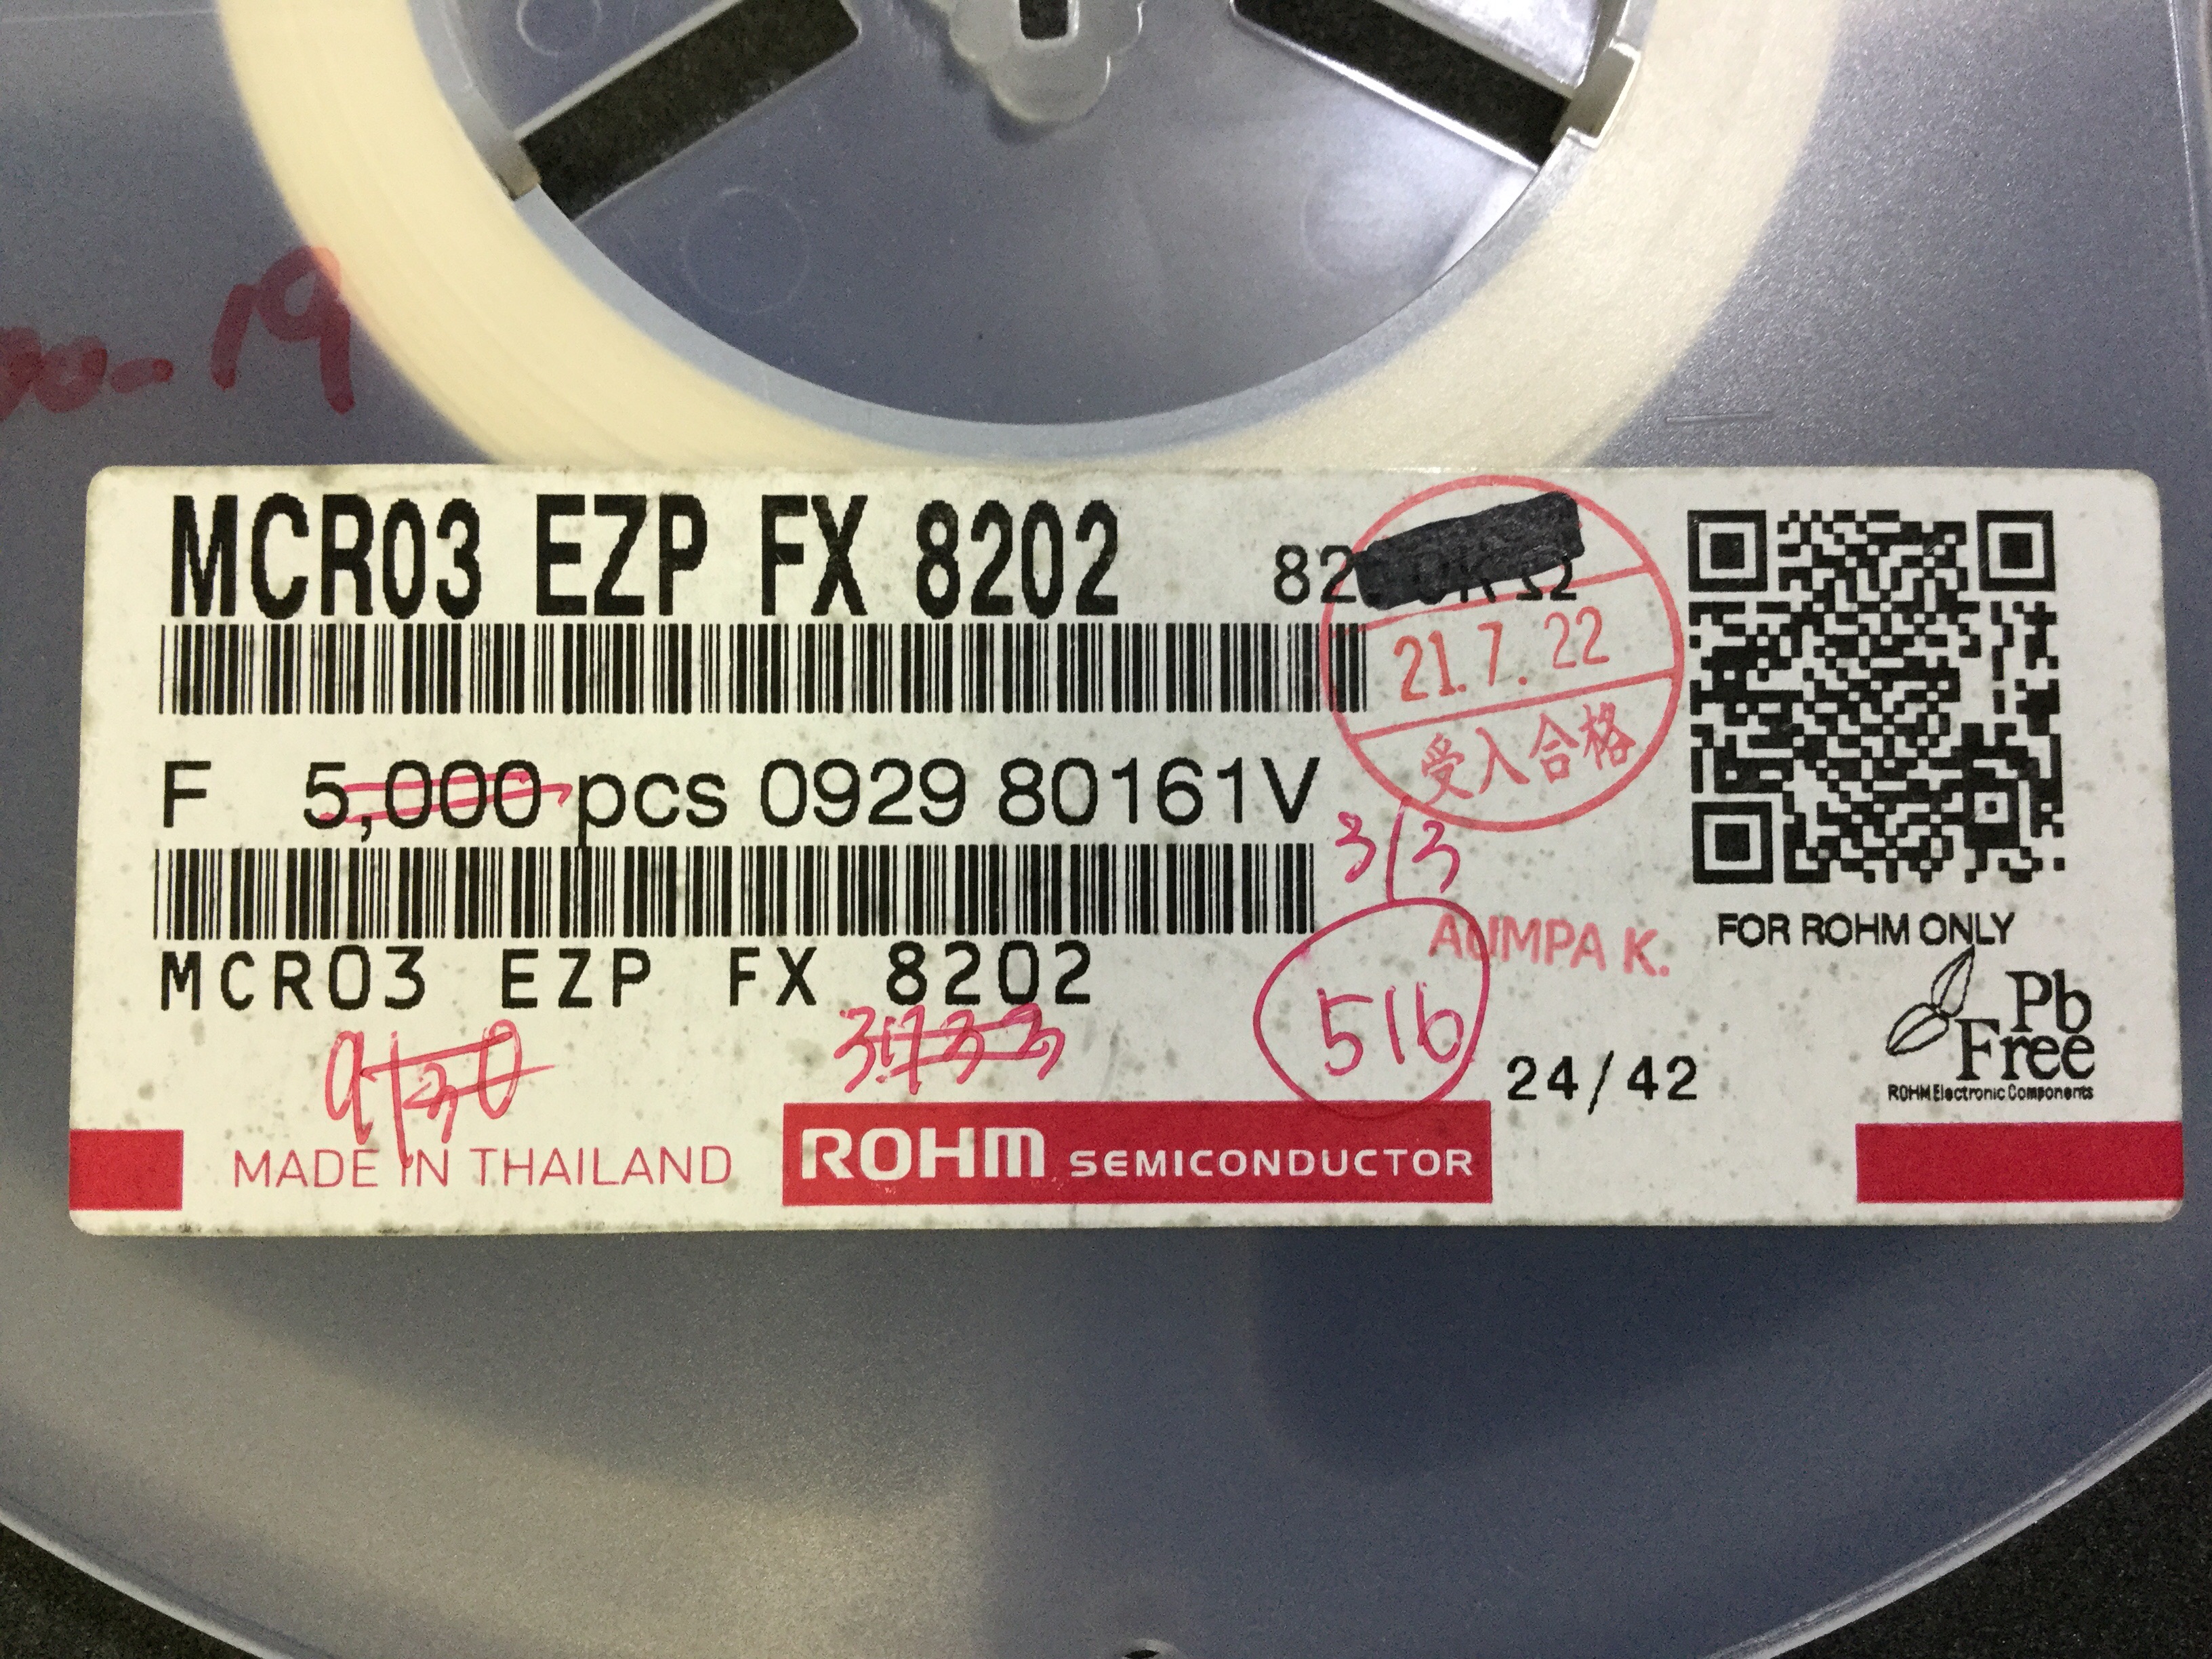 19
MCR03 EZP FX 8202
82
21.7.22
受入合格
F 5,000 pcs 0929 80161V
3/3
AUMPA K.
FOR ROHM ONLY
MCR03 EZP FX 8202
516
24/42
Pb
Free
ROHM Electronic Components
MADE IN THAILAND
ROHM SEMICONDUCTOR